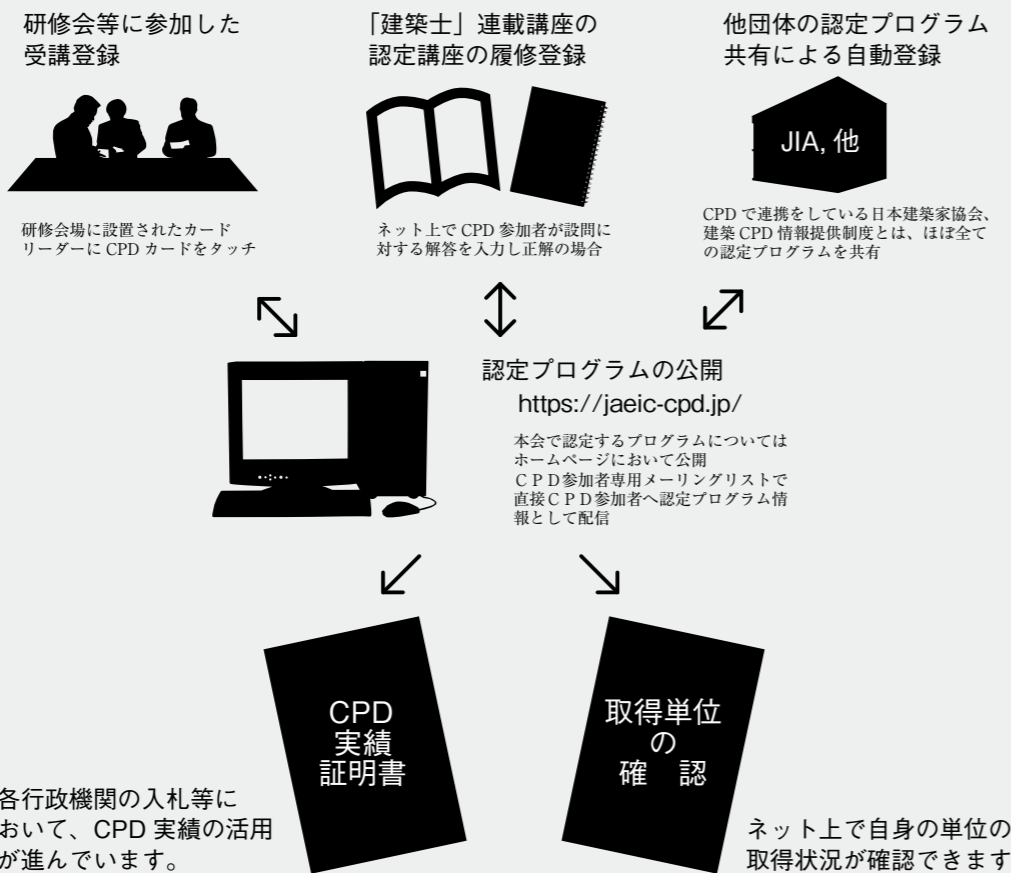 研修会等に参加した
受講登録
研修会場に設置されたカード
リーダーに CPD カードをタッチ
「建築士」連載講座の
認定講座の履修登録
ネット上で CPD 参加者が設問に
対する解答を入力し正解の場合
他団体の認定プログラム
共有による自動登録
JIA, 他
CPD で連携をしている日本建築家協会、
建築 CPD 情報提供制度とは、ほぼ全て
の認定プログラムを共有
認定プログラムの公開
https://jaeic-cpd.jp/
本会で認定するプログラムについては
ホームページにおいて公開
ＣＰＤ参加者専用メーリングリストで
直接ＣＰＤ参加者へ認定プログラム情
報として配信
CPD
実績
証明書
各行政機関の入札等に
おいて、CPD 実績の活用
が進んでいます。
取得単位
の
確　認
ネット上で自身の単位の
取得状況が確認できます